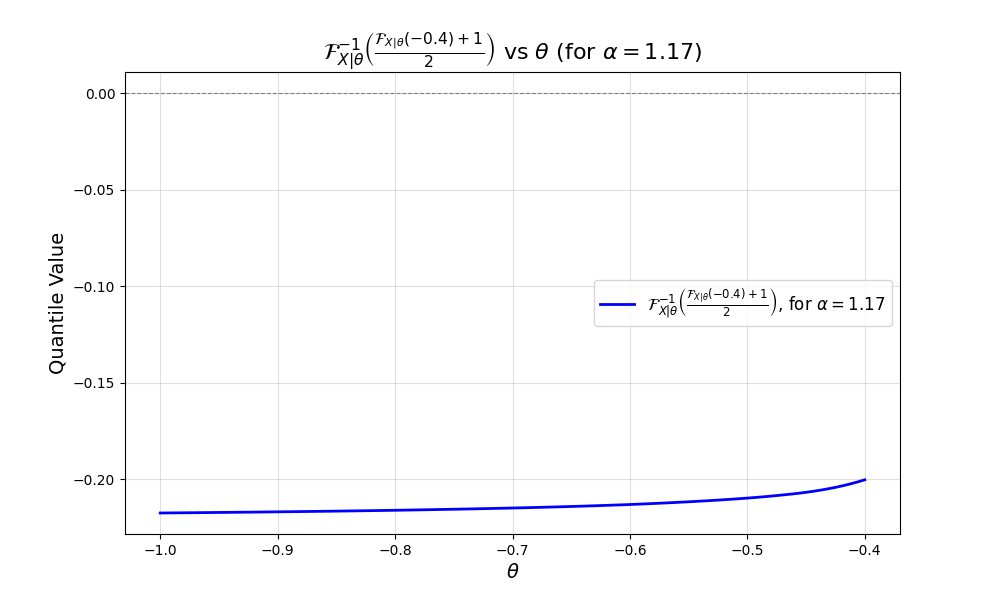 $\mathcal{F}_{X|\theta}^{-1}\left(\frac{\mathcal{F}_{X|\theta}(-0.4)+1}{2}\right)$ vs $\theta$ (for $\alpha = 1.17$)
Quantile Value
0.00
−0.05
−0.10
−0.15
−0.20
$\mathcal{F}_{X|\theta}^{-1}\left(\frac{\mathcal{F}_{X|\theta}(-0.4)+1}{2}\right)$, for $\alpha = 1.17$
−1.0 −0.9 −0.8 −0.7 −0.6 −0.5 −0.4
$\theta$